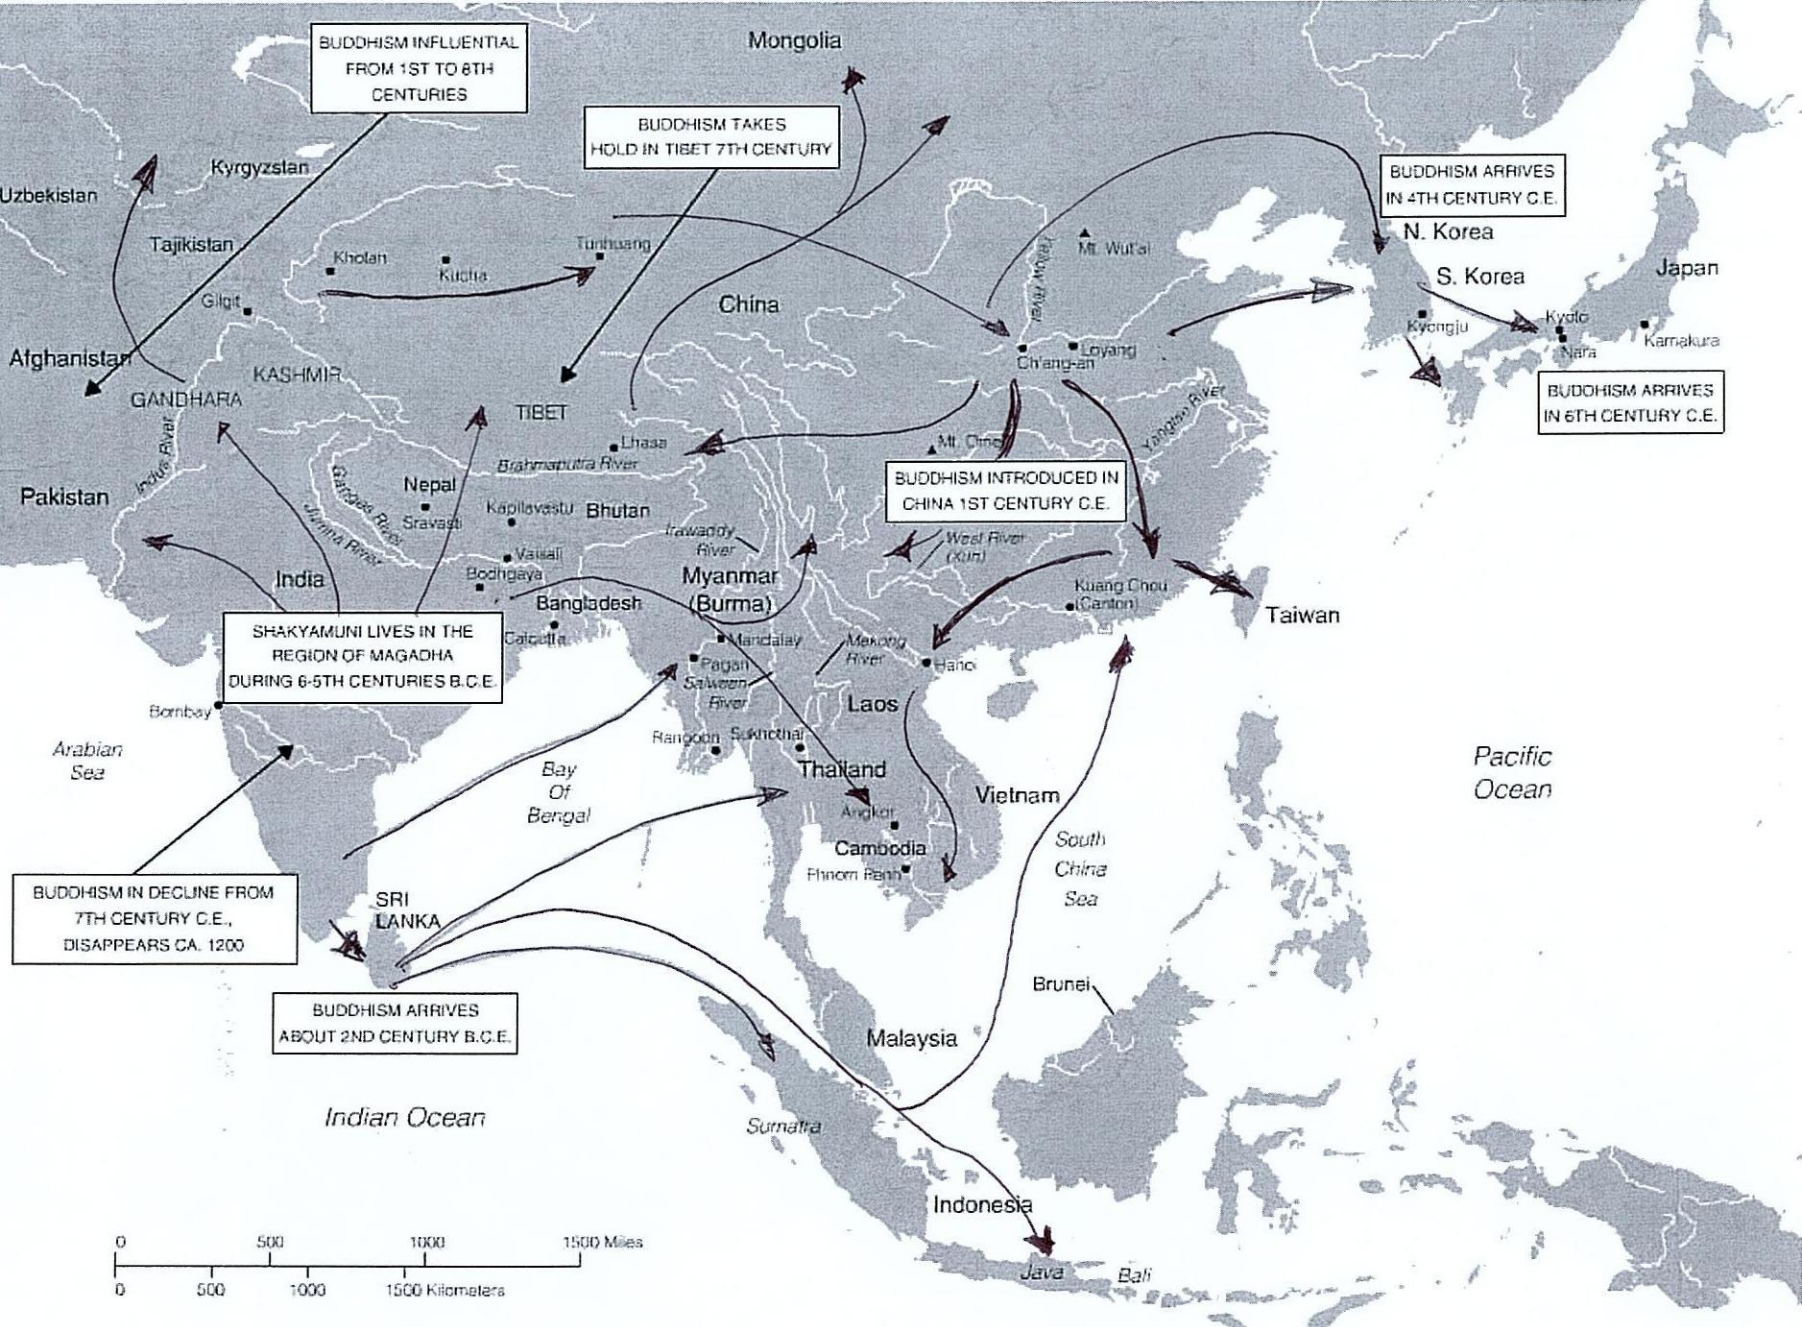 BUDDHISM INFLUENTIAL
FROM 1ST TO 8TH
CENTURIES
Mongolia
BUDDHISM TAKES
HOLD IN TIBET 7TH CENTURY
Kyrgyzstan
Uzbekistan
BUDDHISM ARRIVES
IN 4TH CENTURY C.E.
N. Korea
Tajikistan
Khotan
Kucha
Tunhuang
Mt. Wut'ai
Yellow River
S. Korea
Japan
Gilgit
China
Kyongju
Kyoto
Nara
Kamakura
Afghanistan
KASHMIR
GANDHARA
Ch'ang-an
Loyang
BUDDHISM ARRIVES
IN 6TH CENTURY C.E.
TIBET
Yangtse River
Lhasa
Mt. Omei
Brahmaputra River
Indus River
Pakistan
Ganges River
Jumna River
Nepal
Sravasti
Kapilavastu
Bhutan
BUDDHISM INTRODUCED IN
CHINA 1ST CENTURY C.E.
Irawaddy
River
West River
(Xun)
Vaisali
Bodhgaya
India
Myanmar
(Burma)
Bangladesh
Kuang Chou
(Canton)
Taiwan
SHAKYAMUNI LIVES IN THE
REGION OF MAGADHA
DURING 6-5TH CENTURIES B.C.E.
Calcutta
Mandalay
Pagan
Mekong
River
Hanoi
Salween
River
Laos
Bombay
Arabian
Sea
Rangoon
Sukhothai
Thailand
Bay
Of
Bengal
Vietnam
Angkor
Cambodia
Phnom Penh
South
China
Sea
Pacific
Ocean
BUDDHISM IN DECLINE FROM
7TH CENTURY C.E.,
DISAPPEARS CA. 1200
SRI
LANKA
BUDDHISM ARRIVES
ABOUT 2ND CENTURY B.C.E.
Brunei
Malaysia
Indian Ocean
Sumatra
Indonesia
Java
Bali
0 500 1000 1500 Miles
0 500 1000 1500 Kilometers